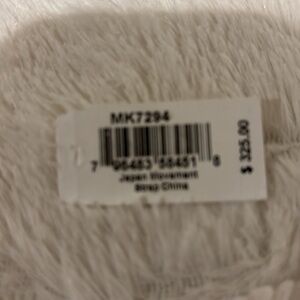 MK7294
7 96483 58451 8
Japan Movement
Strap China
$ 325.00